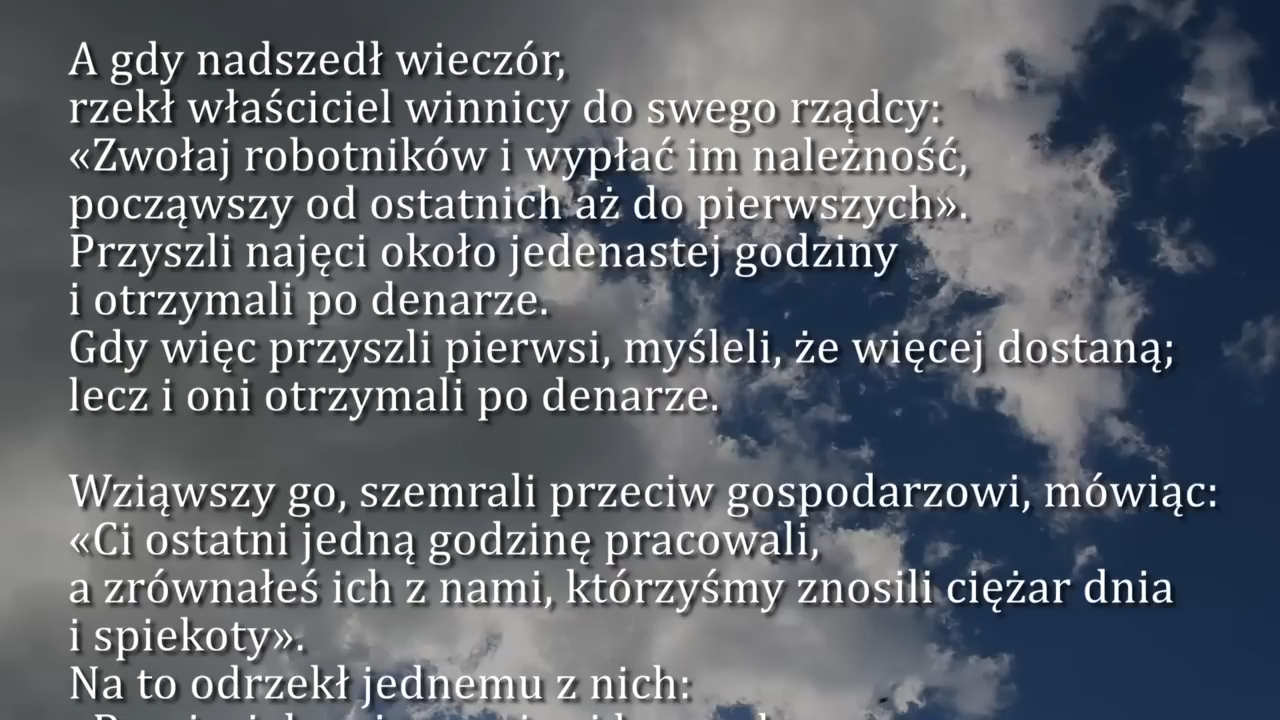 A gdy nadszedł wieczór,
rzekł właściciel winnicy do swego rządcy:
«Zwołaj robotników i wypłać im należność,
począwszy od ostatnich aż do pierwszych».
Przyszli najęci około jedenastej godziny
i otrzymali po denarze.
Gdy więc przyszli pierwsi, myśleli, że więcej dostaną;
lecz i oni otrzymali po denarze.
Wziąwszy go, szemrali przeciw gospodarzowi, mówiąc:
«Ci ostatni jedną godzinę pracowali,
a zrównałeś ich z nami, którzyśmy znosili ciężar dnia
i spiekoty».
Na to odrzekł jednemu z nich: